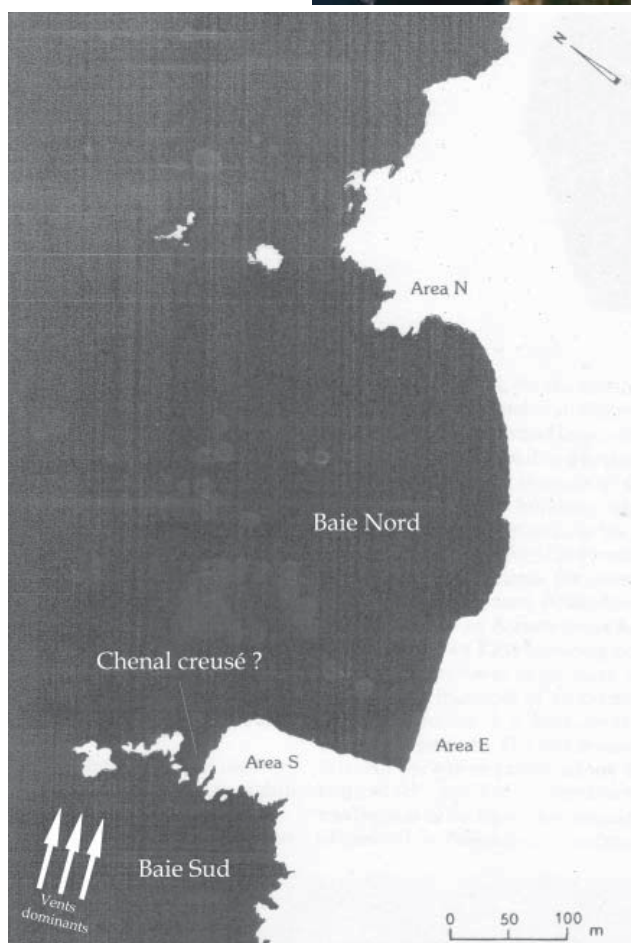 N
Area N
Baie Nord
Chenal creusé ?
Area S
Area E
Baie Sud
Vents
dominants
0 50 100
m